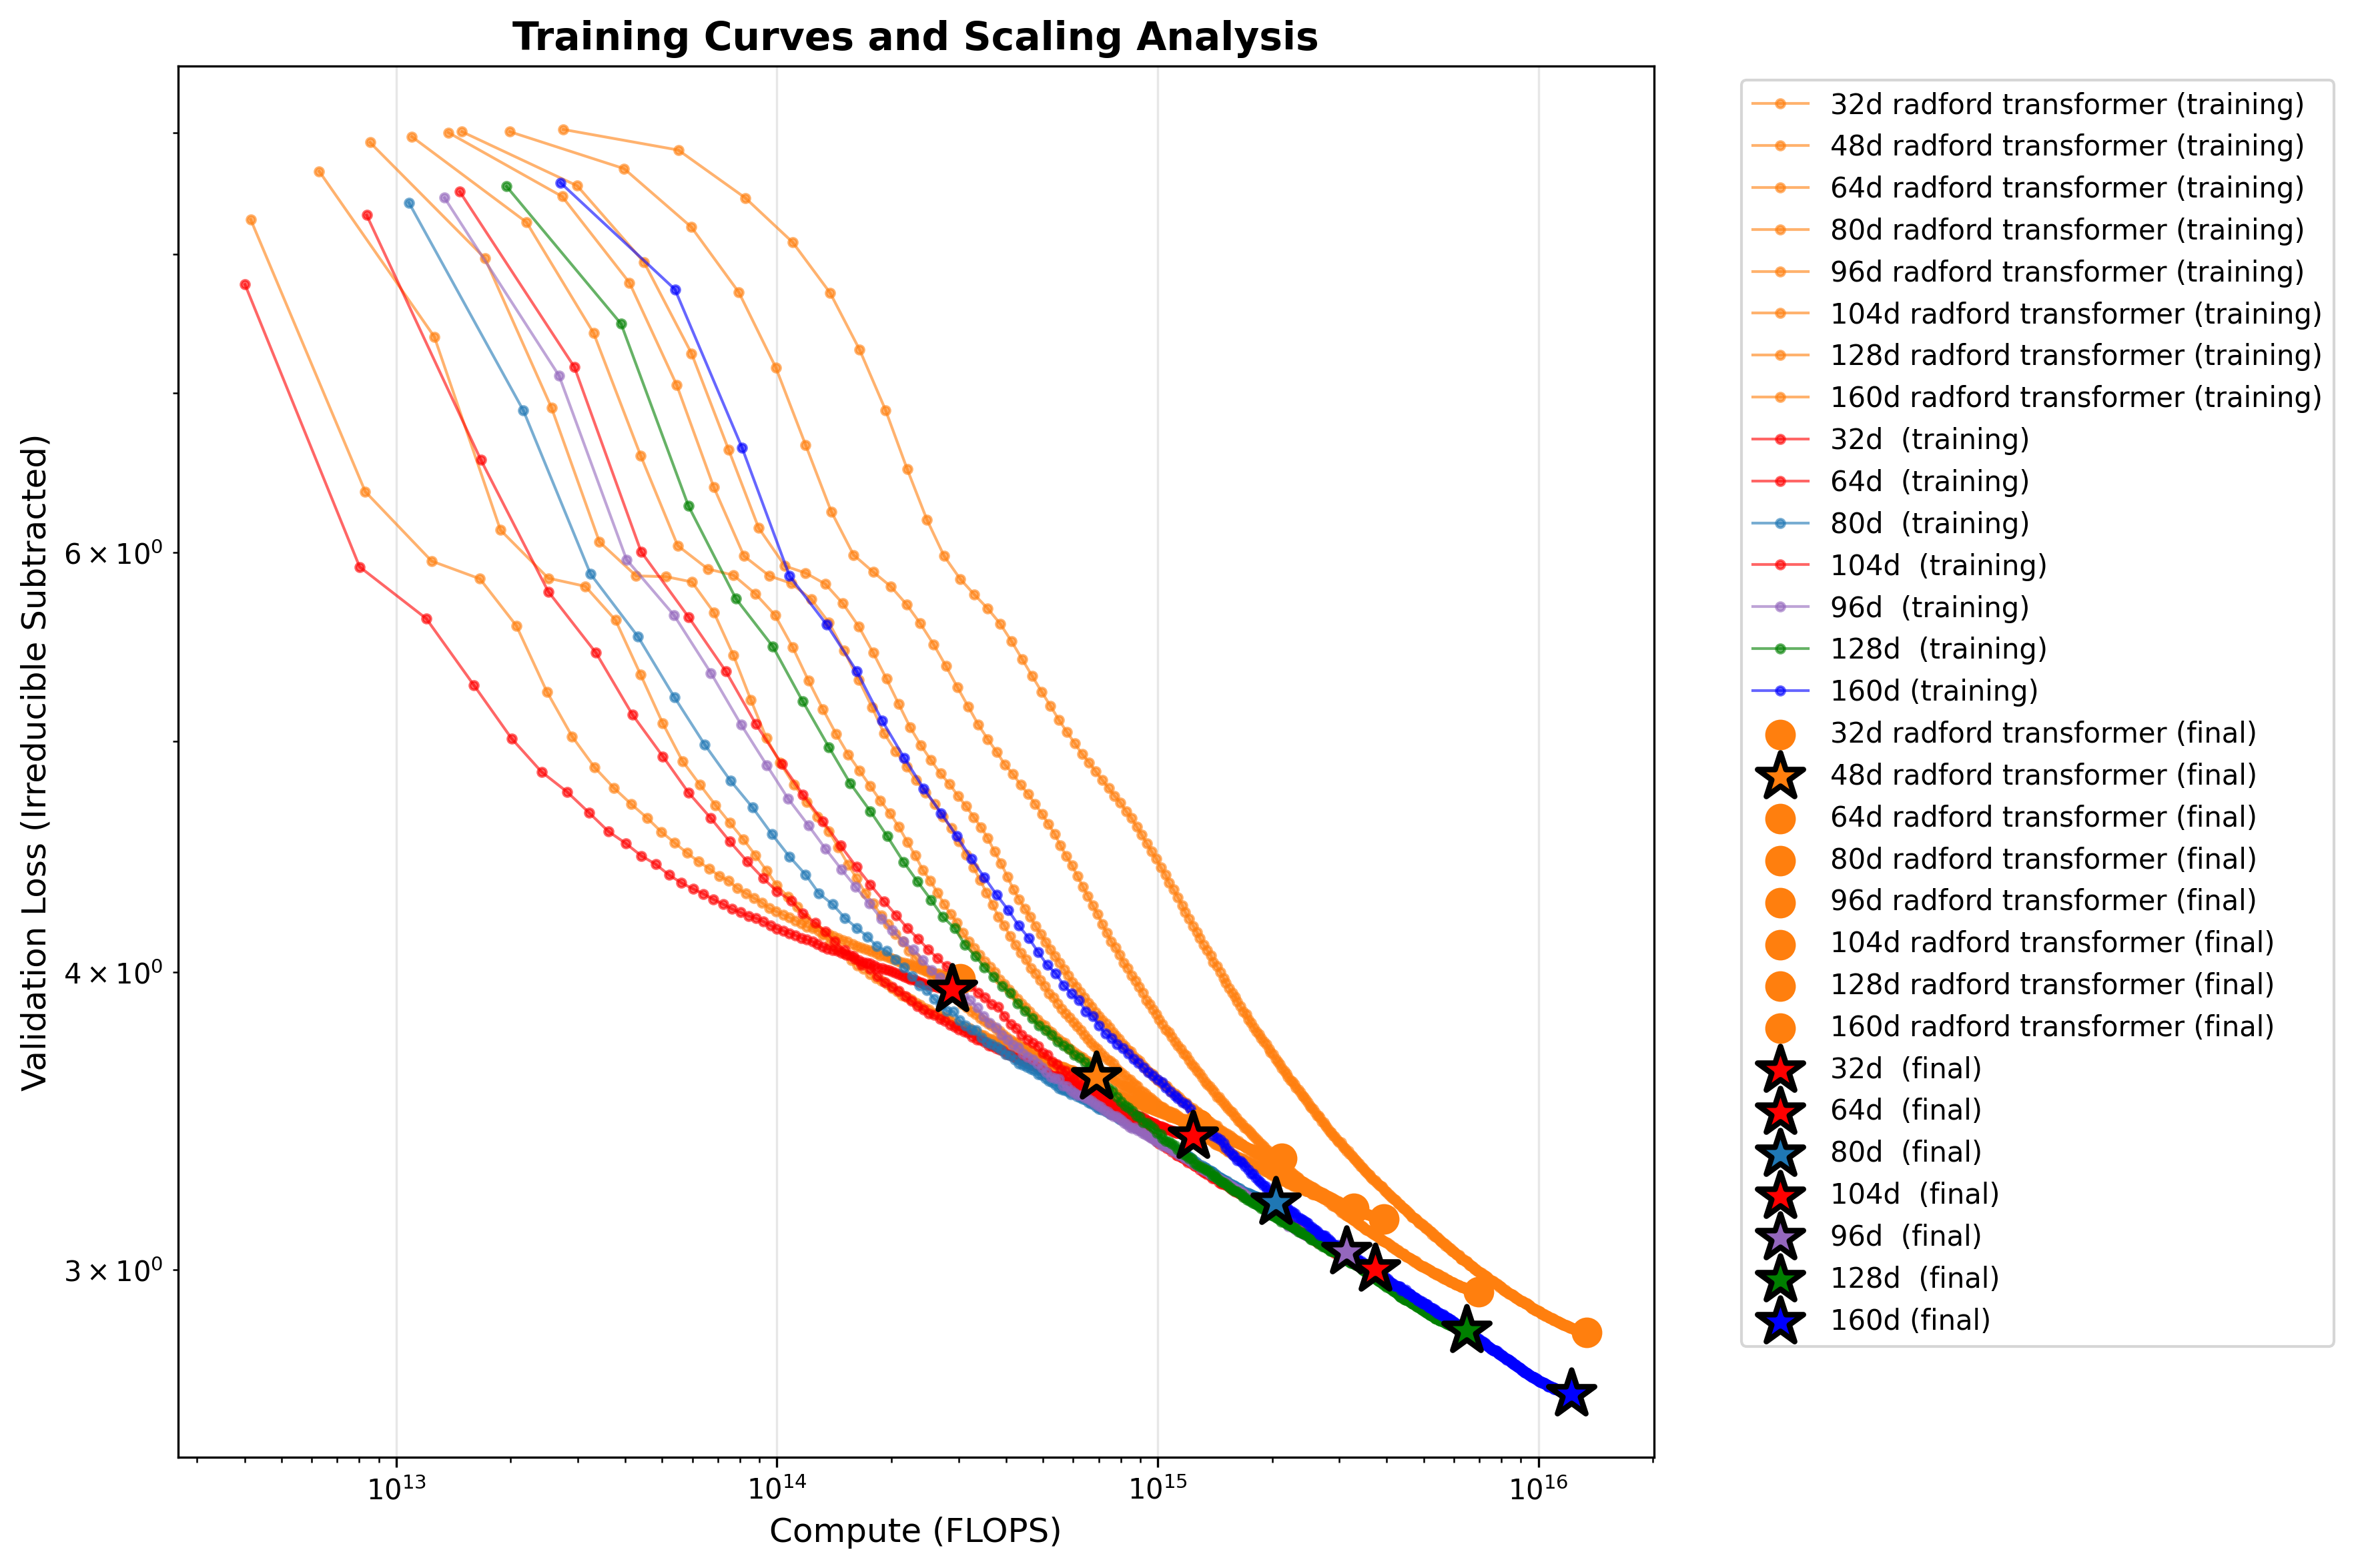 Training Curves and Scaling Analysis
Validation Loss (Irreducible Subtracted)
6 × 10⁰
4 × 10⁰
3 × 10⁰
10¹³
10¹⁴
10¹⁵
10¹⁶
Compute (FLOPS)
32d radford transformer (training)
48d radford transformer (training)
64d radford transformer (training)
80d radford transformer (training)
96d radford transformer (training)
104d radford transformer (training)
128d radford transformer (training)
160d radford transformer (training)
32d  (training)
64d  (training)
80d  (training)
104d  (training)
96d  (training)
128d  (training)
160d (training)
32d radford transformer (final)
48d radford transformer (final)
64d radford transformer (final)
80d radford transformer (final)
96d radford transformer (final)
104d radford transformer (final)
128d radford transformer (final)
160d radford transformer (final)
32d  (final)
64d  (final)
80d  (final)
104d  (final)
96d  (final)
128d  (final)
160d (final)